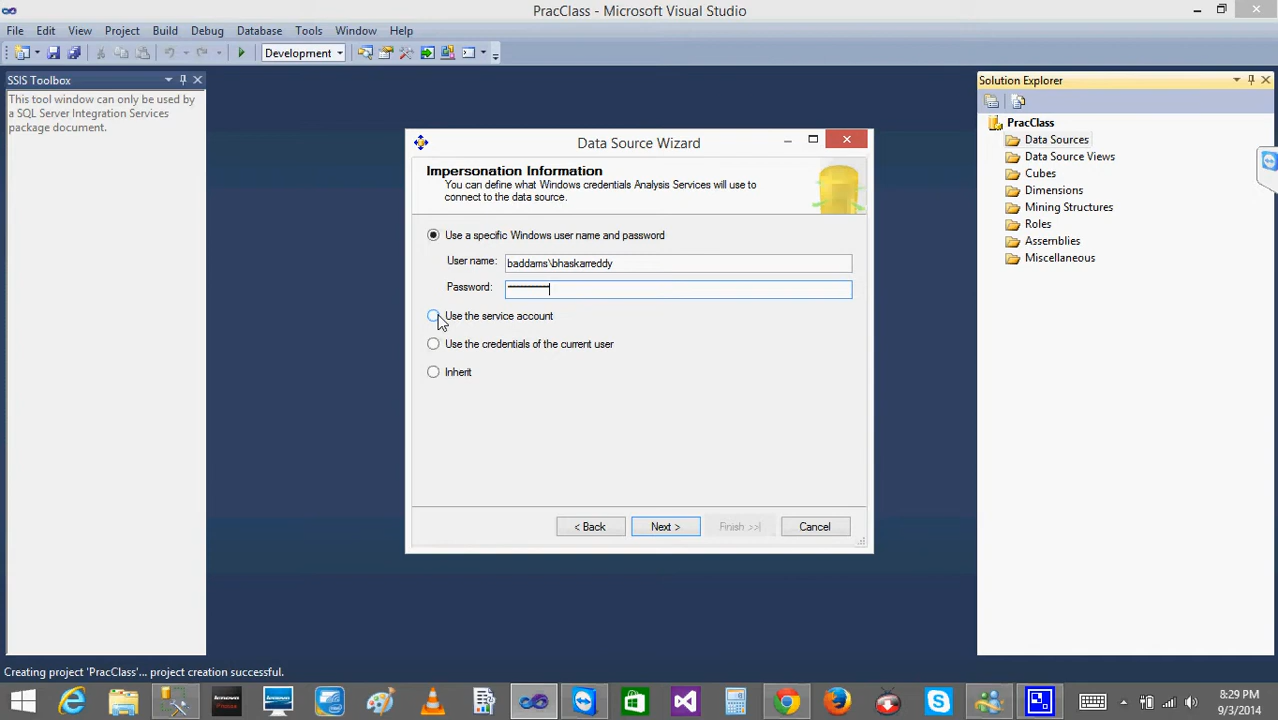 PracClass - Microsoft Visual Studio
File Edit View Project Build Debug Database Tools Window Help
Development
SSIS Toolbox
This tool window can only be used by
a SQL Server Integration Services
package document.
Data Source Wizard
Impersonation Information
You can define what Windows credentials Analysis Services will use to
connect to the data source.
Use a specific Windows user name and password
User name: baddams\bhaskarreddy
Password:
Use the service account
Use the credentials of the current user
Inherit
< Back Next > Finish >>| Cancel
Solution Explorer
PracClass
Data Sources
Data Source Views
Cubes
Dimensions
Mining Structures
Roles
Assemblies
Miscellaneous
Creating project 'PracClass'... project creation successful.
8:29 PM
9/3/2014